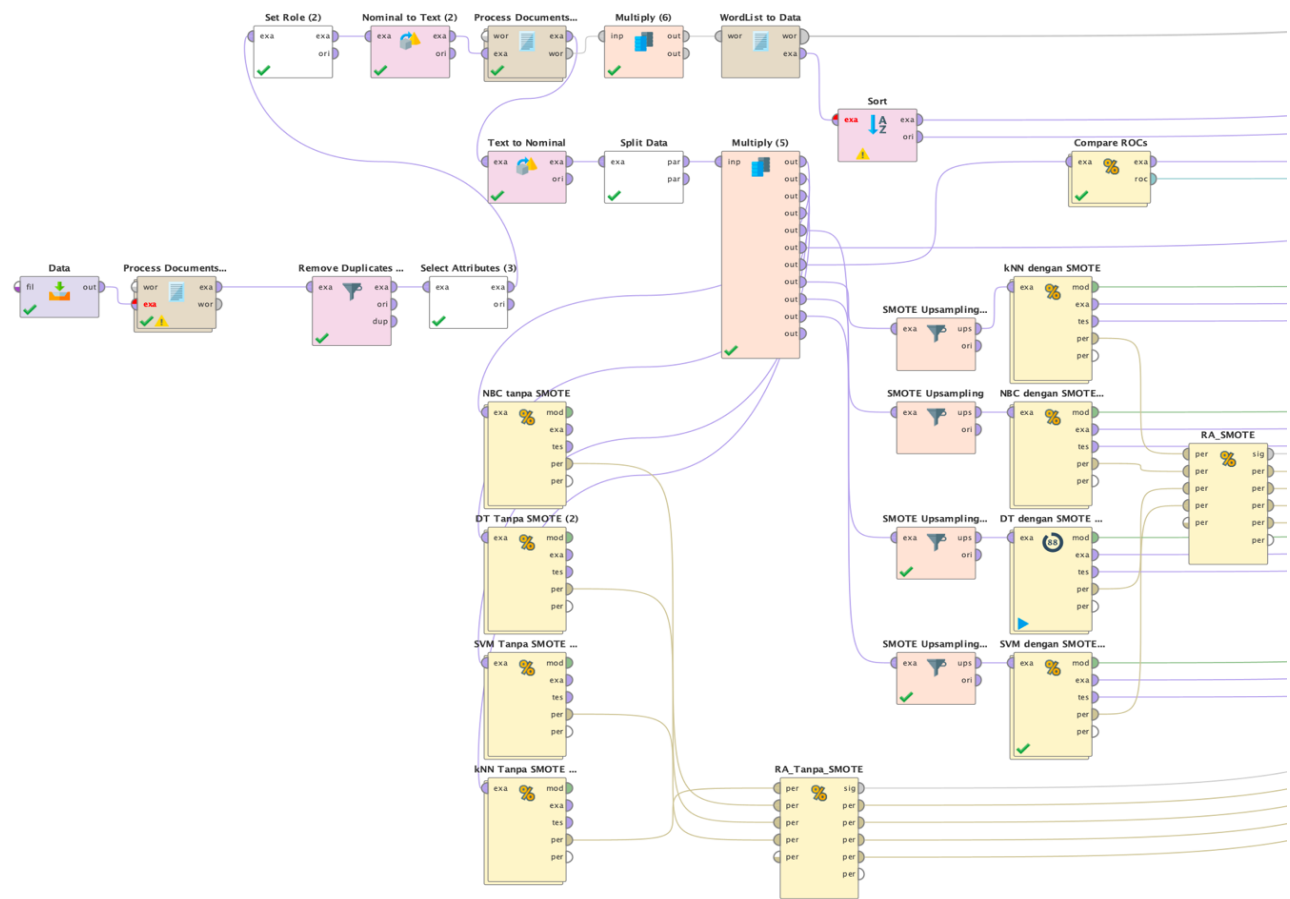 Set Role (2)
exa exa
ori
Nominal to Text (2)
exa exa
ori
Process Documents...
wor exa
exa wor
Multiply (6)
inp out
out
WordList to Data
wor wor
exa
Sort
exa exa
ori
A
Z
Text to Nominal
exa exa
ori
Split Data
exa par
par
Multiply (5)
inp out
out
out
out
out
out
out
out
out
out
out
Compare ROCs
exa exa
roc
Data
fil out
Process Documents...
wor exa
exa wor
Remove Duplicates ...
exa exa
ori
dup
Select Attributes (3)
exa exa
ori
kNN dengan SMOTE
exa mod
exa
tes
per
per
SMOTE Upsampling...
exa ups
ori
NBC tanpa SMOTE
exa mod
exa
tes
per
per
SMOTE Upsampling
exa ups
ori
NBC dengan SMOTE...
exa mod
exa
tes
per
per
RA_SMOTE
per sig
per per
per per
per per
per per
per
DT Tanpa SMOTE (2)
exa mod
exa
tes
per
per
SMOTE Upsampling...
exa ups
ori
DT dengan SMOTE ...
exa mod
88 exa
tes
per
per
SVM Tanpa SMOTE ...
exa mod
exa
tes
per
per
SMOTE Upsampling...
exa ups
ori
SVM dengan SMOTE...
exa mod
exa
tes
per
per
kNN Tanpa SMOTE ...
exa mod
exa
tes
per
per
RA_Tanpa_SMOTE
per sig
per per
per per
per per
per per
per